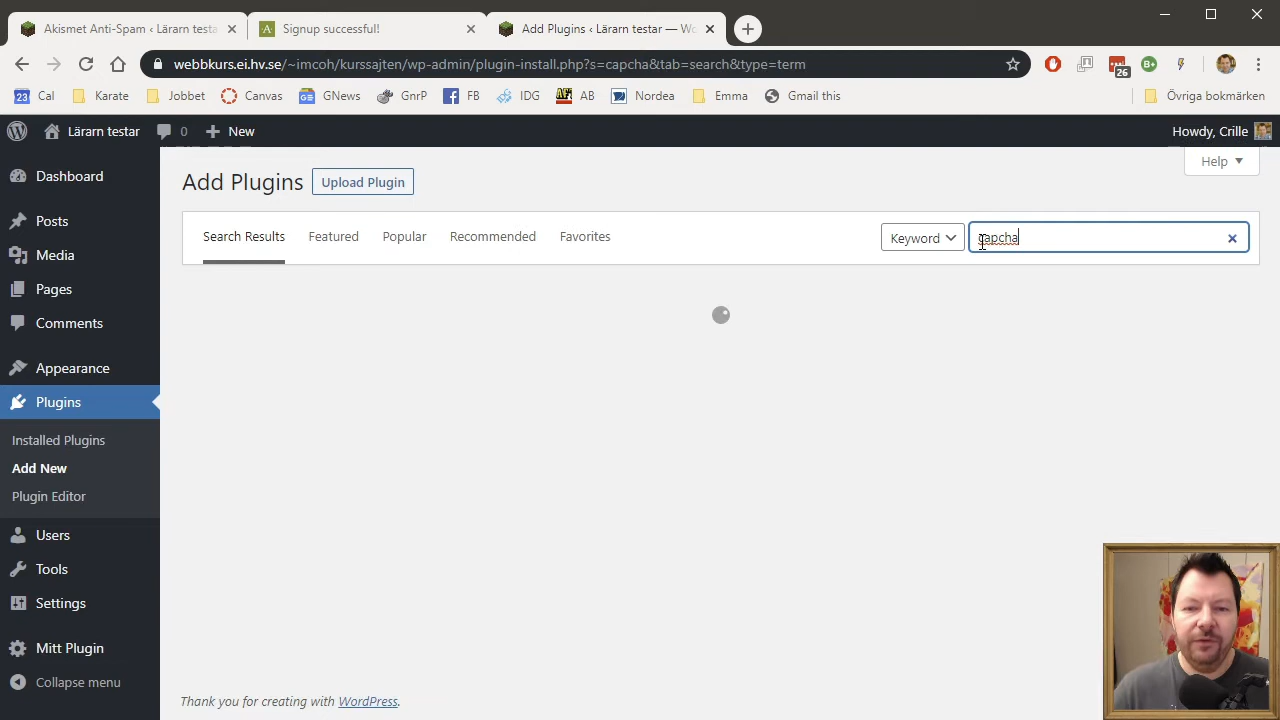 Akismet Anti-Spam ‹ Lärarn testa
Signup successful!
Add Plugins ‹ Lärarn testar — Wo
webbkurs.ei.hv.se/~imcoh/kurssajten/wp-admin/plugin-install.php?s=capcha&tab=search&type=term
26
23 Cal
Karate
Jobbet
Canvas
GNews
GnrP
FB
IDG
AB
Nordea
Emma
Gmail this
Övriga bokmärken
Lärarn testar
0
New
Howdy, Crille
Dashboard
Posts
Media
Pages
Comments
Appearance
Plugins
Installed Plugins
Add New
Plugin Editor
Users
Tools
Settings
Mitt Plugin
Collapse menu
Help
Add Plugins
Upload Plugin
Search Results
Featured
Popular
Recommended
Favorites
Keyword
capcha
Thank you for creating with WordPress.